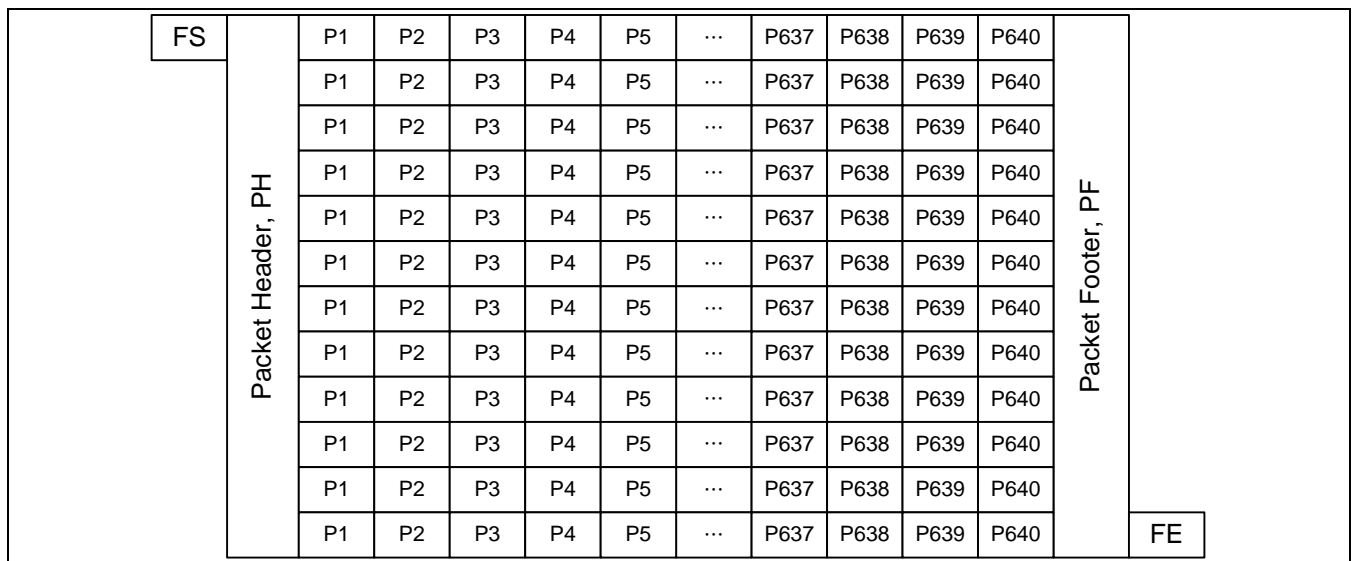 FS P1 P2 P3 P4 P5 … P637 P638 P639 P640
P1 P2 P3 P4 P5 … P637 P638 P639 P640
P1 P2 P3 P4 P5 … P637 P638 P639 P640
P1 P2 P3 P4 P5 … P637 P638 P639 P640
P1 P2 P3 P4 P5 … P637 P638 P639 P640
P1 P2 P3 P4 P5 … P637 P638 P639 P640
P1 P2 P3 P4 P5 … P637 P638 P639 P640
P1 P2 P3 P4 P5 … P637 P638 P639 P640
P1 P2 P3 P4 P5 … P637 P638 P639 P640
P1 P2 P3 P4 P5 … P637 P638 P639 P640
P1 P2 P3 P4 P5 … P637 P638 P639 P640
P1 P2 P3 P4 P5 … P637 P638 P639 P640 FE
Packet Header, PH
Packet Footer, PF